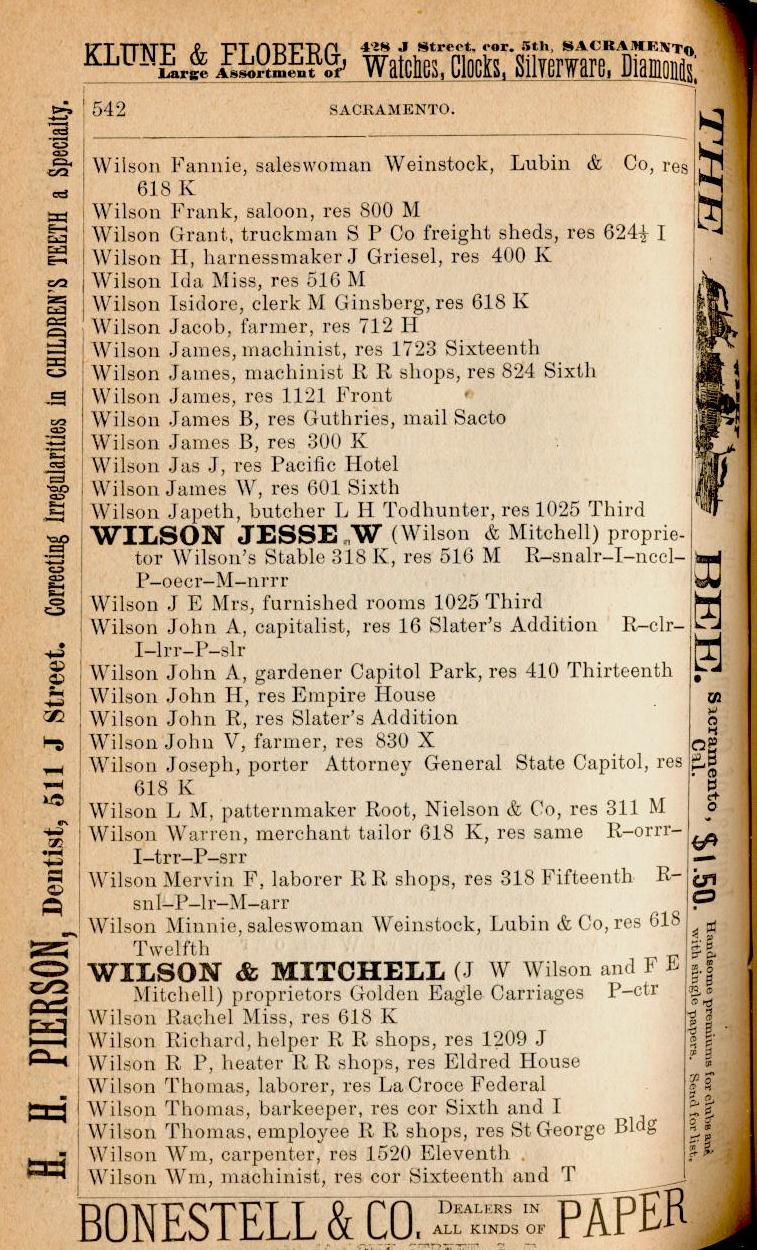 KLUNE & FLOBERG, 428 J Street, cor. 5th, SACRAMENTO,
Large Assortment of Watches, Clocks, Silverware, Diamonds.
542 SACRAMENTO.
Wilson Fannie, saleswoman Weinstock, Lubin & Co, res
618 K
Wilson Frank, saloon, res 800 M
Wilson Grant, truckman S P Co freight sheds, res 624½ I
Wilson H, harnessmaker J Griesel, res 400 K
Wilson Ida Miss, res 516 M
Wilson Isidore, clerk M Ginsberg, res 618 K
Wilson Jacob, farmer, res 712 H
Wilson James, machinist, res 1723 Sixteenth
Wilson James, machinist R R shops, res 824 Sixth
Wilson James, res 1121 Front
Wilson James B, res Guthries, mail Sacto
Wilson James B, res 300 K
Wilson Jas J, res Pacific Hotel
Wilson James W, res 601 Sixth
Wilson Japeth, butcher L H Todhunter, res 1025 Third
WILSON JESSE W (Wilson & Mitchell) proprie-
tor Wilson's Stable 318 K, res 516 M R–snalr–I–nccl–
P–oecr–M–nrrr
Wilson J E Mrs, furnished rooms 1025 Third
Wilson John A, capitalist, res 16 Slater's Addition R–clr–
I–lrr–P–slr
Wilson John A, gardener Capitol Park, res 410 Thirteenth
Wilson John H, res Empire House
Wilson John R, res Slater's Addition
Wilson John V, farmer, res 830 X
Wilson Joseph, porter Attorney General State Capitol, res
618 K
Wilson L M, patternmaker Root, Nielson & Co, res 311 M
Wilson Warren, merchant tailor 618 K, res same R–orrr–
I–trr–P–srr
Wilson Mervin F, laborer R R shops, res 318 Fifteenth R–
snl–P–lr–M–arr
Wilson Minnie, saleswoman Weinstock, Lubin & Co, res 618
Twelfth
WILSON & MITCHELL (J W Wilson and F E
Mitchell) proprietors Golden Eagle Carriages P–ctr
Wilson Rachel Miss, res 618 K
Wilson Richard, helper R R shops, res 1209 J
Wilson R P, heater R R shops, res Eldred House
Wilson Thomas, laborer, res La Croce Federal
Wilson Thomas, barkeeper, res cor Sixth and I
Wilson Thomas, employee R R shops, res St George Bldg
Wilson Wm, carpenter, res 1520 Eleventh
Wilson Wm, machinist, res cor Sixteenth and T
BONESTELL & CO. DEALERS IN ALL KINDS OF PAPER
H. H. PIERSON, Dentist, 511 J Street. Correcting Irregularities in CHILDREN'S TEETH a Specialty.
THE BEE. Sacramento, Cal. $1.50. Handsome premiums for clubs and
with single papers. Send for list.